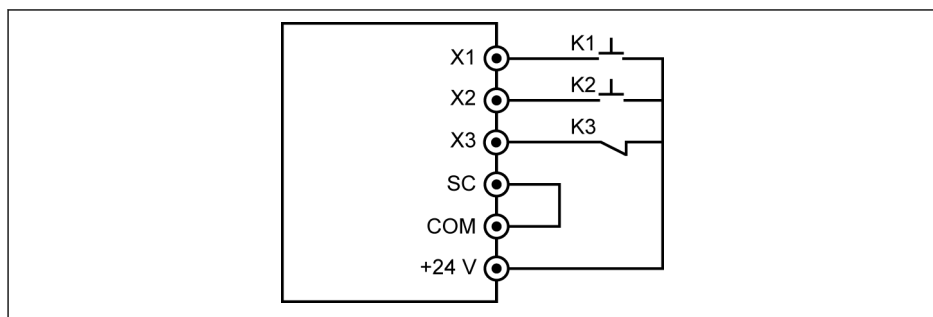 X1 K1
X2 K2
X3 K3
SC
COM
+24 V